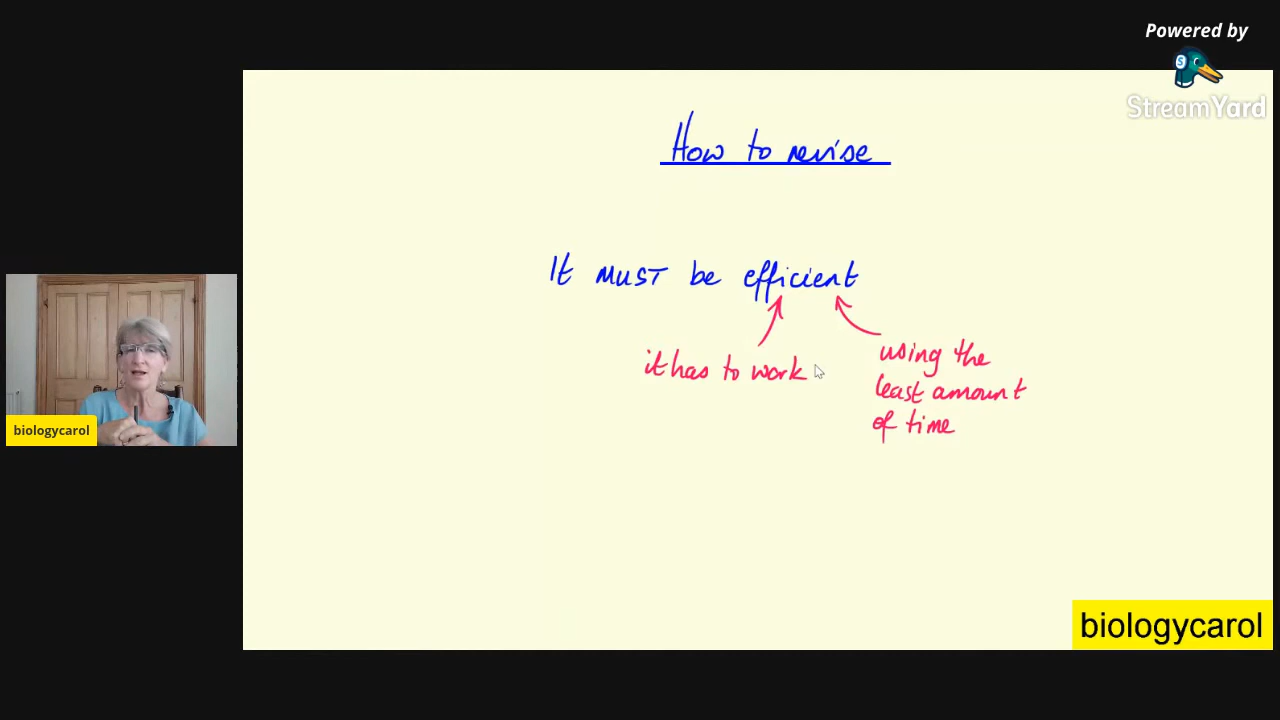 Powered by
StreamYard
How to revise
It MUST be efficient
it has to work
using the
least amount
of time
biologycarol
biologycarol